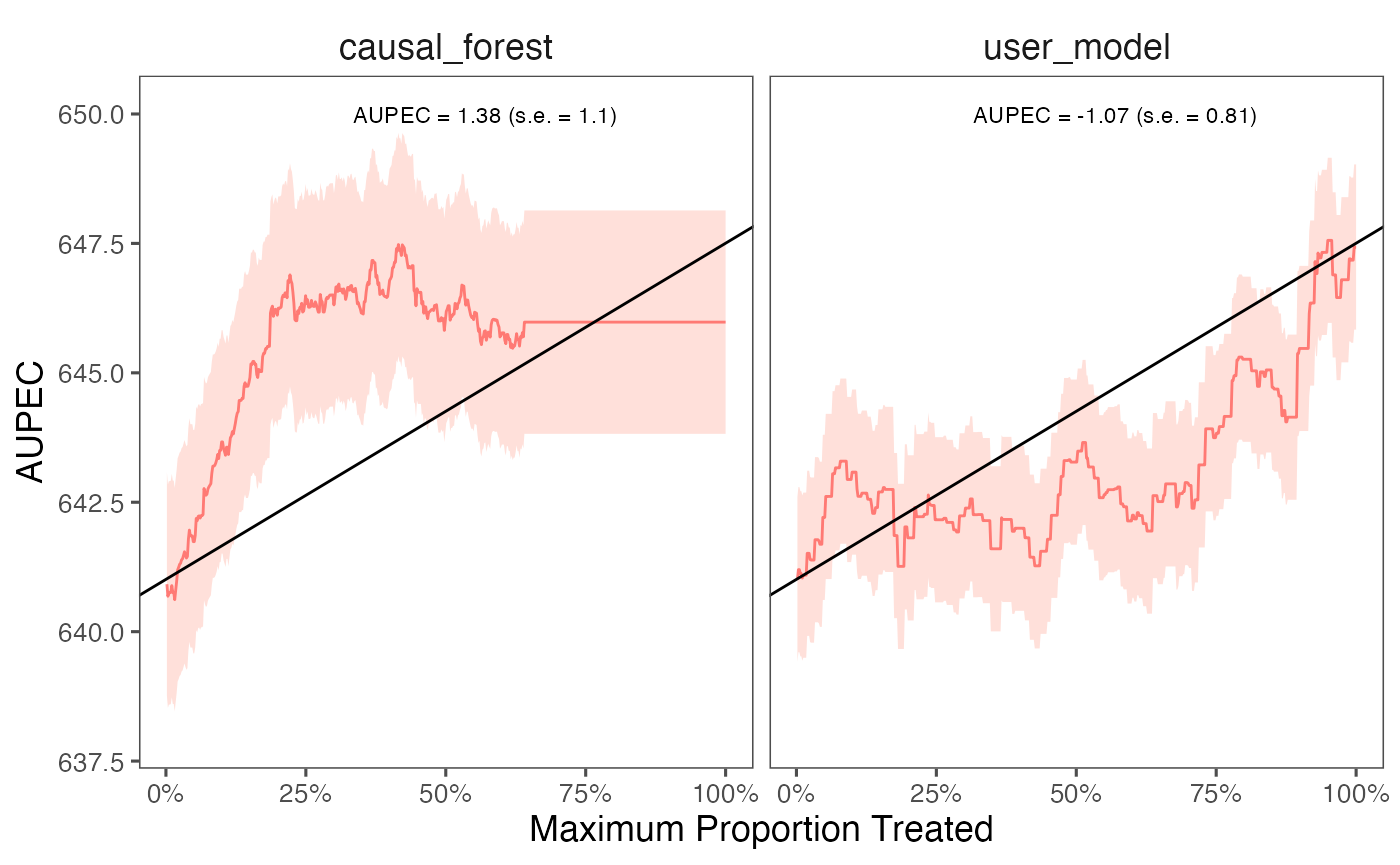 causal_forest
user_model
AUPEC = 1.38 (s.e. = 1.1)
AUPEC = -1.07 (s.e. = 0.81)
AUPEC
650.0
647.5
645.0
642.5
640.0
637.5
0%
25%
50%
75%
100%
0%
25%
50%
75%
100%
Maximum Proportion Treated